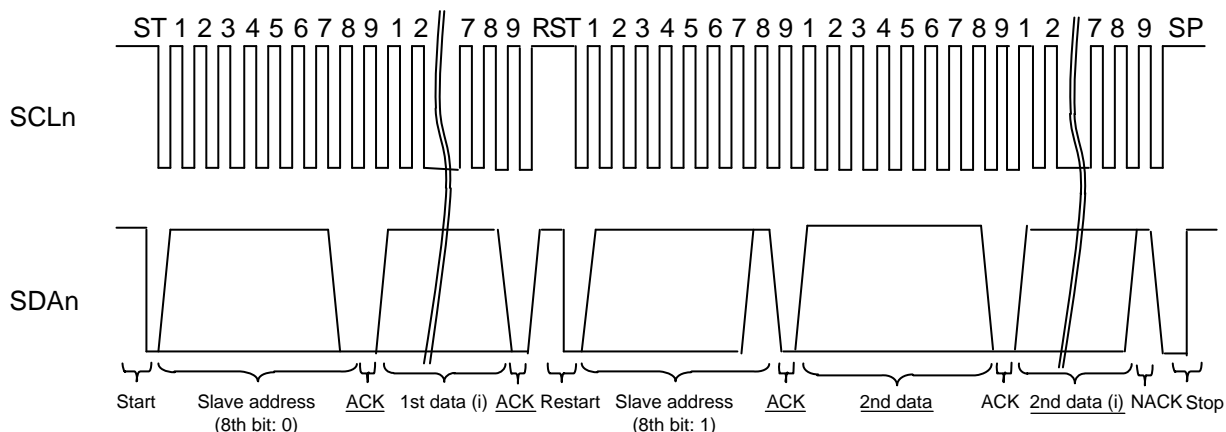 ST 1 2 3 4 5 6 7 8 9 1 2 7 8 9 RST 1 2 3 4 5 6 7 8 9 1 2 3 4 5 6 7 8 9 1 2 7 8 9 SP
SCLn
SDAn
Start Slave address ACK 1st data (i) ACK Restart Slave address ACK 2nd data ACK 2nd data (i) NACK Stop
(8th bit: 0) (8th bit: 1)